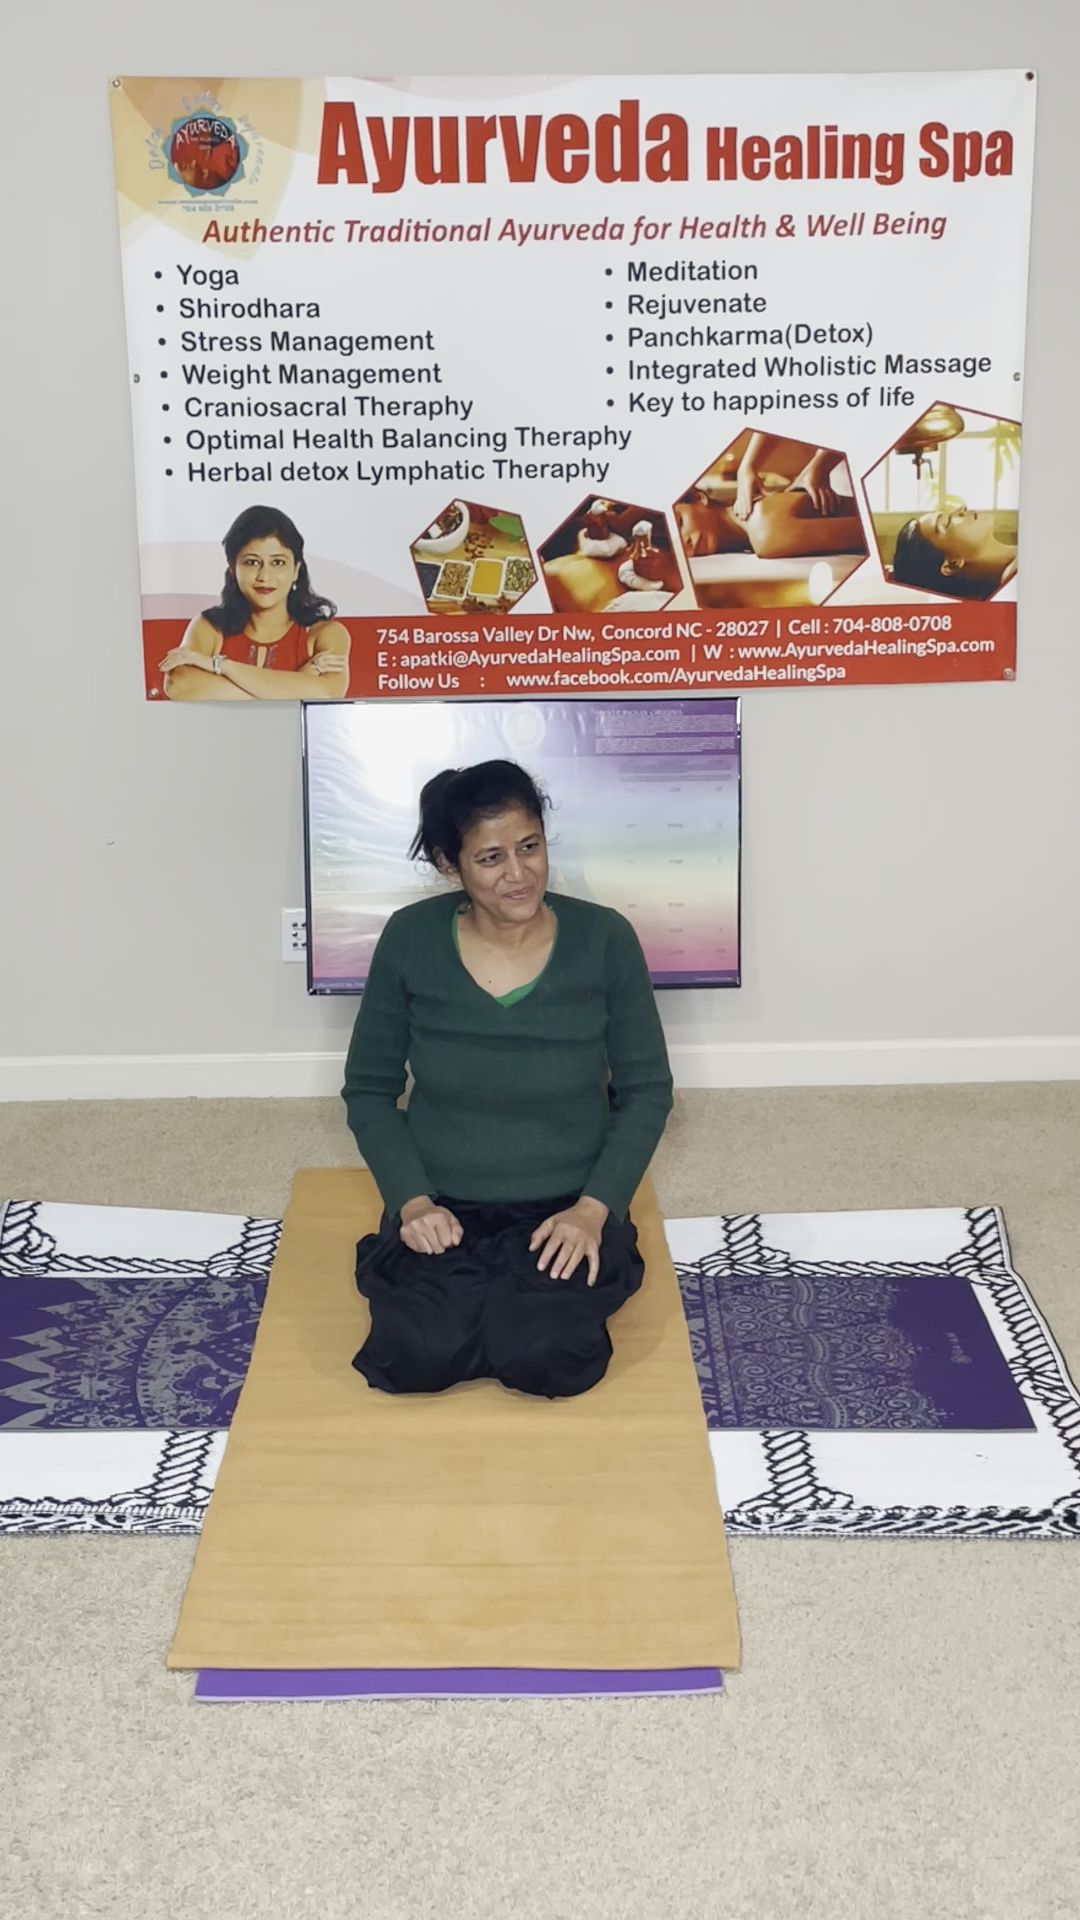 AYURVEDA
704 808 0708
Ayurveda Healing Spa
Authentic Traditional Ayurveda for Health & Well Being
• Yoga
• Shirodhara
• Stress Management
• Weight Management
• Craniosacral Theraphy
• Optimal Health Balancing Theraphy
• Herbal detox Lymphatic Theraphy
• Meditation
• Rejuvenate
• Panchkarma(Detox)
• Integrated Wholistic Massage
• Key to happiness of life
754 Barossa Valley Dr Nw, Concord NC - 28027 | Cell : 704-808-0708
E : apatki@AyurvedaHealingSpa.com | W : www.AyurvedaHealingSpa.com
Follow Us : www.facebook.com/AyurvedaHealingSpa